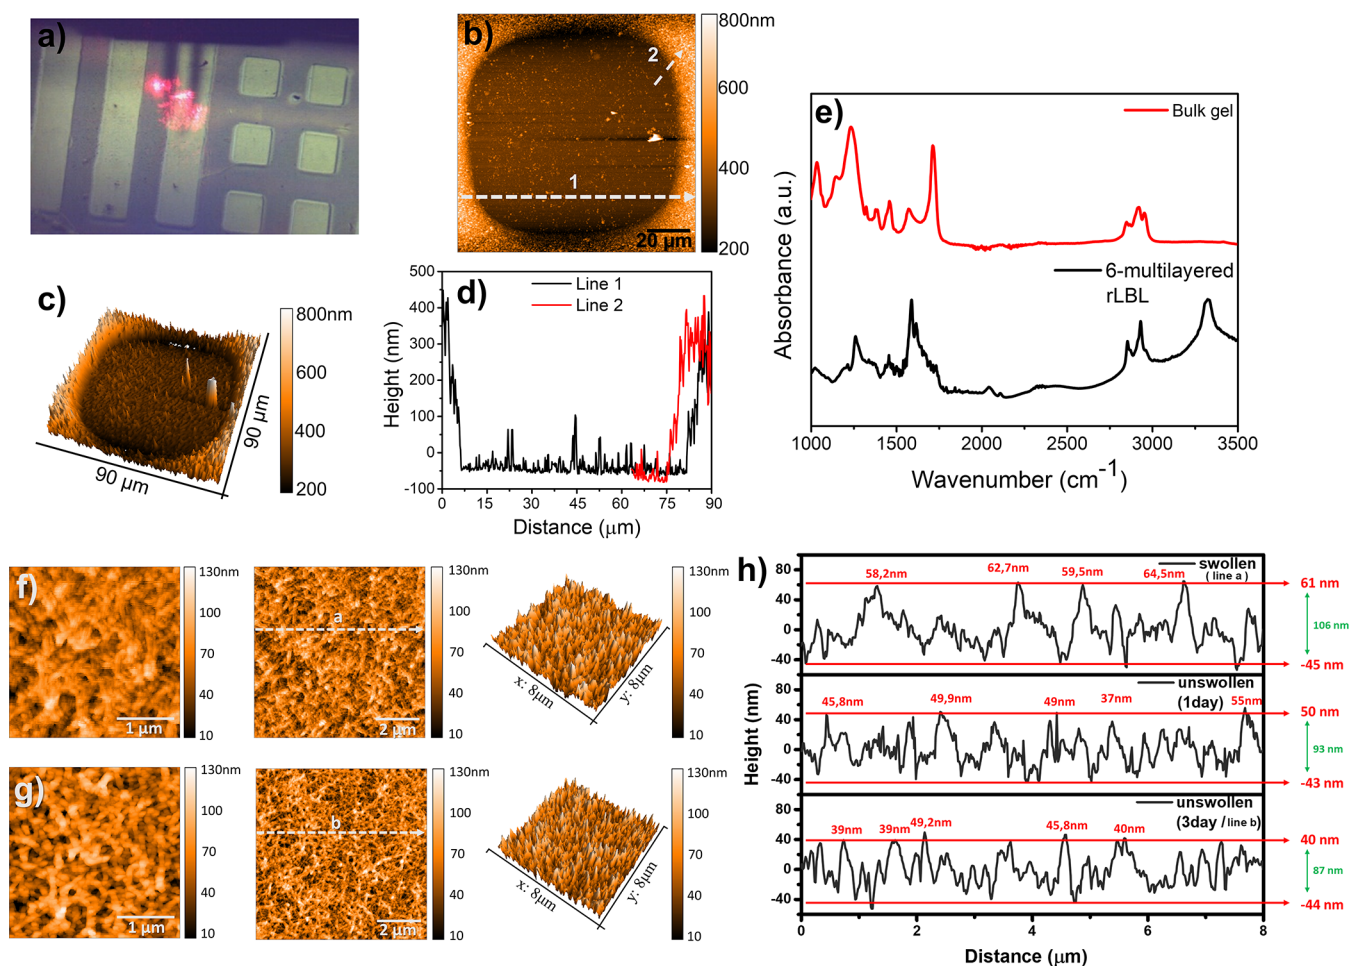 a)
b)
2
1
20 μm
800nm
600
400
200
c)
90 μm
90 μm
800nm
600
400
200
d)
Line 1
Line 2
Height (nm)
500
450
400
350
300
250
200
150
100
50
0
-50
-100
0
15
30
45
60
75
90
Distance (μm)
e)
Bulk gel
6-multilayered
rLBL
Absorbance (a.u.)
1000
1500
2000
2500
3000
3500
Wavenumber (cm⁻¹)
f)
1 μm
130nm
100
70
40
10
a
2 μm
130nm
100
70
40
10
x: 8μm
y: 8μm
130nm
100
70
40
10
g)
1 μm
130nm
100
70
40
10
b
2 μm
130nm
100
70
40
10
x: 8μm
y: 8μm
130nm
100
70
40
10
h)
Height (nm)
80
40
0
-40
58,2nm
62,7nm
59,5nm
64,5nm
swollen
( line a )
61 nm
106 nm
-45 nm
80
40
0
-40
45,8nm
49,9nm
49nm
37nm
55nm
unswollen
(1day)
50 nm
93 nm
-43 nm
80
40
0
-40
39nm
39nm
49,2nm
45,8nm
40nm
unswollen
(3day / line b)
40 nm
87 nm
-44 nm
0
2
4
6
8
Distance (μm)